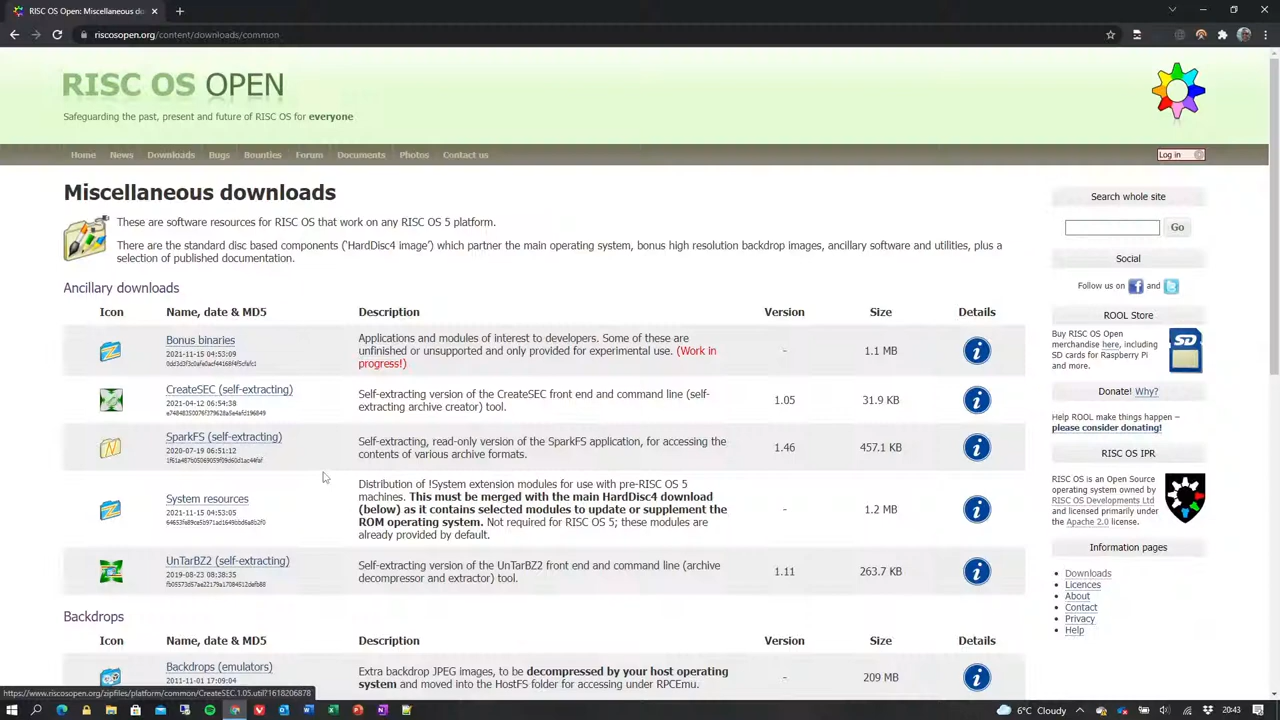 RISC OS Open: Miscellaneous do
riscosopen.org/content/downloads/common
RISC OS OPEN
Safeguarding the past, present and future of RISC OS for everyone
Home News Downloads Bugs Bounties Forum Documents Photos Contact us
Log in
Miscellaneous downloads
These are software resources for RISC OS that work on any RISC OS 5 platform.
There are the standard disc based components ('HardDisc4 image') which partner the main operating system, bonus high resolution backdrop images, ancillary software and utilities, plus a
selection of published documentation.
Ancillary downloads
Icon Name, date & MD5 Description Version Size Details
Bonus binaries
2021-11-15 04:53:09
Applications and modules of interest to developers. Some of these are
unfinished or unsupported and only provided for experimental use. (Work in
progress!)
- 1.1 MB
CreateSEC (self-extracting)
2021-04-12 06:54:38
Self-extracting version of the CreateSEC front end and command line (self-
extracting archive creator) tool.
1.05 31.9 KB
SparkFS (self-extracting)
2020-07-19 06:51:12
Self-extracting, read-only version of the SparkFS application, for accessing the
contents of various archive formats.
1.46 457.1 KB
System resources
2021-11-15 04:53:05
Distribution of !System extension modules for use with pre-RISC OS 5
machines. This must be merged with the main HardDisc4 download
(below) as it contains selected modules to update or supplement the
ROM operating system. Not required for RISC OS 5; these modules are
already provided by default.
- 1.2 MB
UnTarBZ2 (self-extracting)
2019-08-23 08:38:35
Self-extracting version of the UnTarBZ2 front end and command line (archive
decompressor and extractor) tool.
1.11 263.7 KB
Backdrops
Icon Name, date & MD5 Description Version Size Details
Backdrops (emulators)
2011-11-01 17:09:04
Extra backdrop JPEG images, to be decompressed by your host operating
system and moved into the HostFS folder for accessing under RPCEmu.
- 209 MB
Search whole site
Go
Social
Follow us on and
ROOL Store
Buy RISC OS Open
merchandise here, including
SD cards for Raspberry Pi
and more.
SD
Donate! Why?
Help ROOL make things happen –
please consider donating!
ROOL IPR
RISC OS is an Open Source
operating system owned by
RISC OS Developments Ltd
and licensed primarily under
the Apache 2.0 license.
Information pages
Downloads
Licences
About
Contact
Privacy
Help
https://www.riscosopen.org/zipfiles/platform/common/CreateSEC.1.05.util?1618206878
6°C Cloudy
20:43